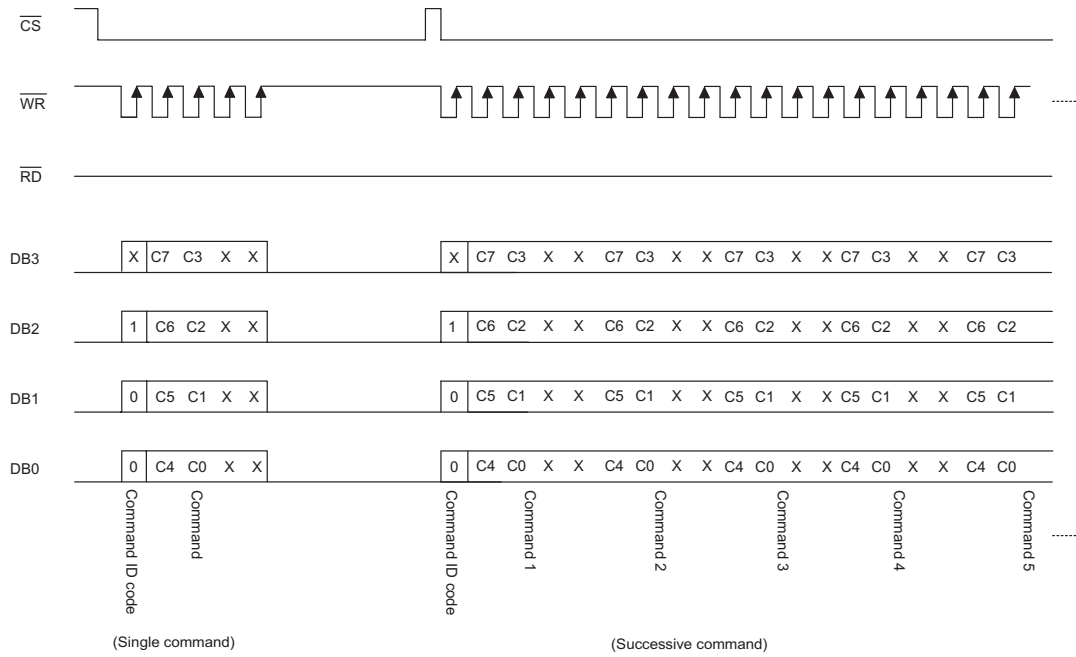 CS
WR
RD
DB3 X C7 C3 X X X C7 C3 X X C7 C3 X X C7 C3 X X C7 C3 X X C7 C3
DB2 1 C6 C2 X X 1 C6 C2 X X C6 C2 X X C6 C2 X X C6 C2 X X C6 C2
DB1 0 C5 C1 X X 0 C5 C1 X X C5 C1 X X C5 C1 X X C5 C1 X X C5 C1
DB0 0 C4 C0 X X 0 C4 C0 X X C4 C0 X X C4 C0 X X C4 C0 X X C4 C0
Command ID code
Command
Command ID code
Command 1
Command 2
Command 3
Command 4
Command 5
(Single command)
(Successive command)